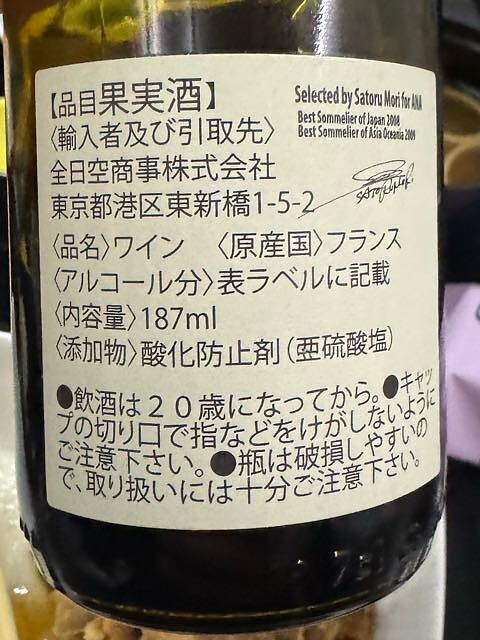 【品目果実酒】
Selected by Satoru Mori for ANA
Best Sommelier of Japan 2008
Best Sommelier of Asia Oceania 2009
〈輸入者及び引取先〉
全日空商事株式会社
東京都港区東新橋1-5-2
〈品名〉ワイン 〈原産国〉フランス
〈アルコール分〉表ラベルに記載
〈内容量〉187ml
〈添加物〉酸化防止剤(亜硫酸塩)
●飲酒は20歳になってから。●キャッ
プの切り口で指などをけがしないように
ご注意下さい。●瓶は破損しやすいの
で、取り扱いには十分ご注意下さい。